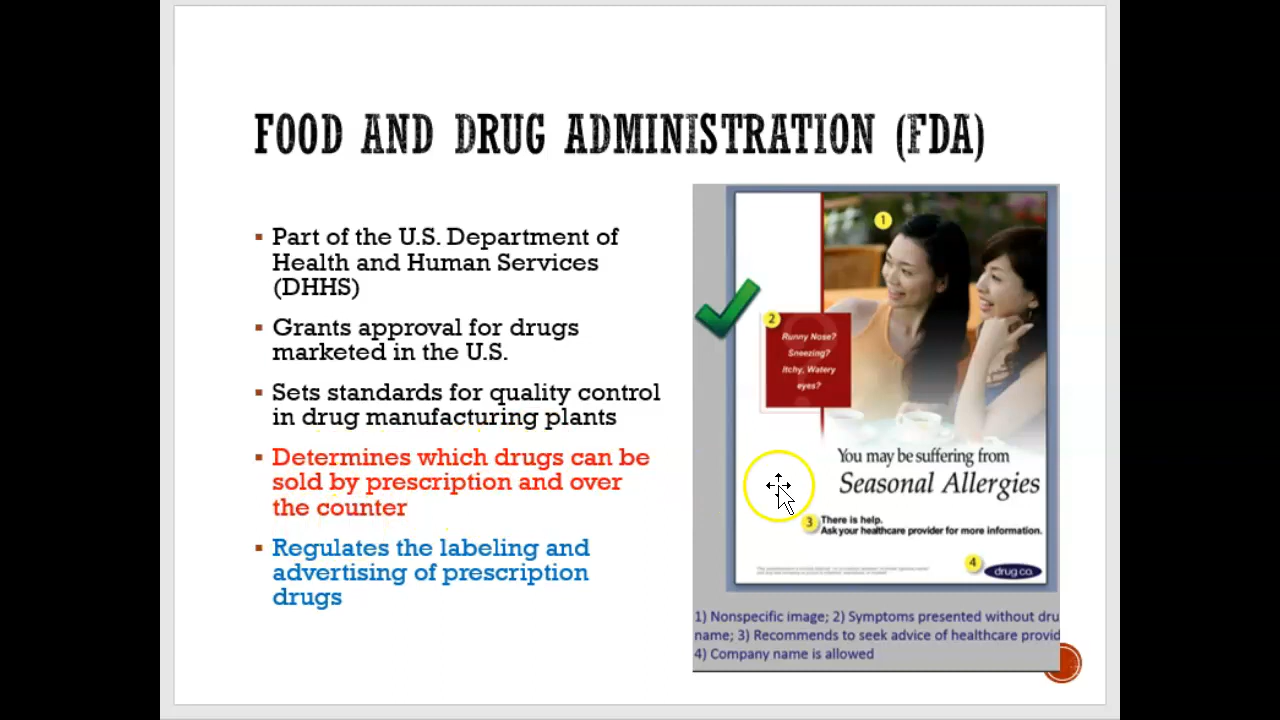 FOOD AND DRUG ADMINISTRATION (FDA)
▪ Part of the U.S. Department of
Health and Human Services
(DHHS)
▪ Grants approval for drugs
marketed in the U.S.
▪ Sets standards for quality control
in drug manufacturing plants
▪ Determines which drugs can be
sold by prescription and over
the counter
▪ Regulates the labeling and
advertising of prescription
drugs
1
2
Runny Nose?
Sneezing?
Itchy, Watery
eyes?
You may be suffering from
Seasonal Allergies
3
There is help.
Ask your healthcare provider for more information.
4
drug co.
1) Nonspecific image; 2) Symptoms presented without dru
name; 3) Recommends to seek advice of healthcare provid
4) Company name is allowed